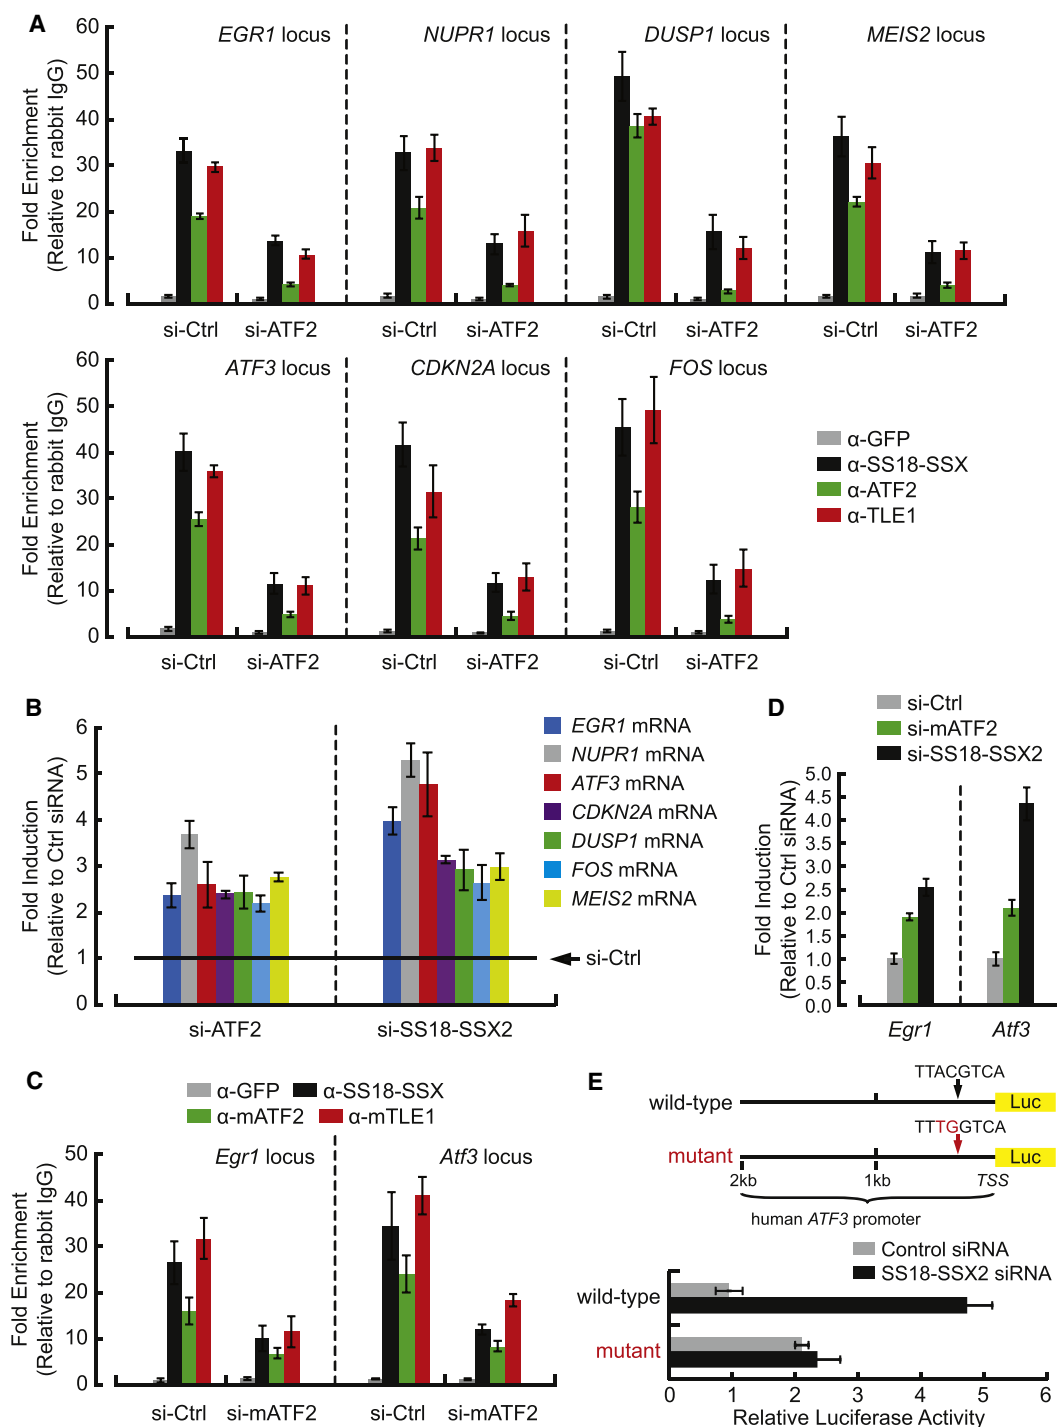 A
EGR1 locus
NUPR1 locus
DUSP1 locus
MEIS2 locus
Fold Enrichment
(Relative to rabbit IgG)
60
50
40
30
20
10
0
si-Ctrl
si-ATF2
si-Ctrl
si-ATF2
si-Ctrl
si-ATF2
si-Ctrl
si-ATF2
ATF3 locus
CDKN2A locus
FOS locus
Fold Enrichment
(Relative to rabbit IgG)
60
50
40
30
20
10
0
si-Ctrl
si-ATF2
si-Ctrl
si-ATF2
si-Ctrl
si-ATF2
α-GFP
α-SS18-SSX
α-ATF2
α-TLE1
B
Fold Induction
(Relative to Ctrl siRNA)
6
5
4
3
2
1
0
si-ATF2
si-SS18-SSX2
EGR1 mRNA
NUPR1 mRNA
ATF3 mRNA
CDKN2A mRNA
DUSP1 mRNA
FOS mRNA
MEIS2 mRNA
si-Ctrl
D
si-Ctrl
si-mATF2
si-SS18-SSX2
Fold Induction
(Relative to Ctrl siRNA)
5.0
4.5
4.0
3.5
3.0
2.5
2.0
1.5
1.0
0.5
0.0
Egr1
Atf3
C
α-GFP
α-SS18-SSX
α-mATF2
α-mTLE1
Egr1 locus
Atf3 locus
Fold Enrichment
(Relative to rabbit IgG)
50
40
30
20
10
0
si-Ctrl
si-mATF2
si-Ctrl
si-mATF2
E
TTACGTCA
wild-type
Luc
TTTGGTCA
mutant
Luc
2kb
1kb
TSS
human ATF3 promoter
Control siRNA
SS18-SSX2 siRNA
wild-type
mutant
0
1
2
3
4
5
6
Relative Luciferase Activity